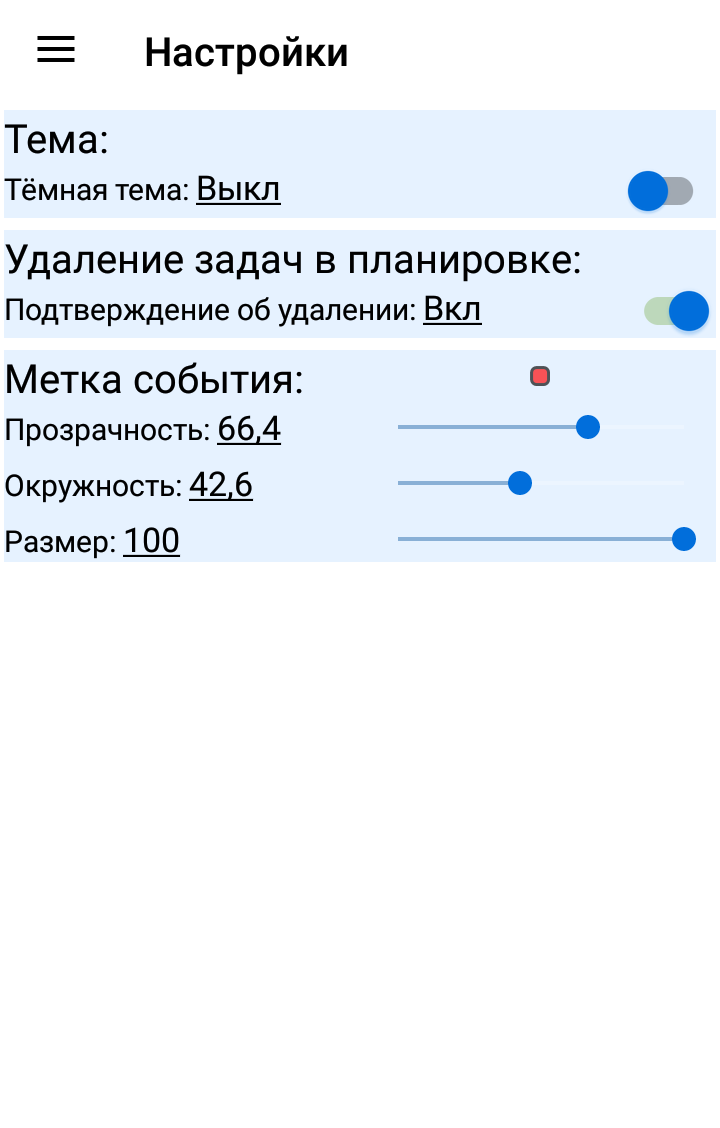 Настройки
Тема:
Тёмная тема: Выкл
Удаление задач в планировке:
Подтверждение об удалении: Вкл
Метка события:
Прозрачность: 66,4
Окружность: 42,6
Размер: 100